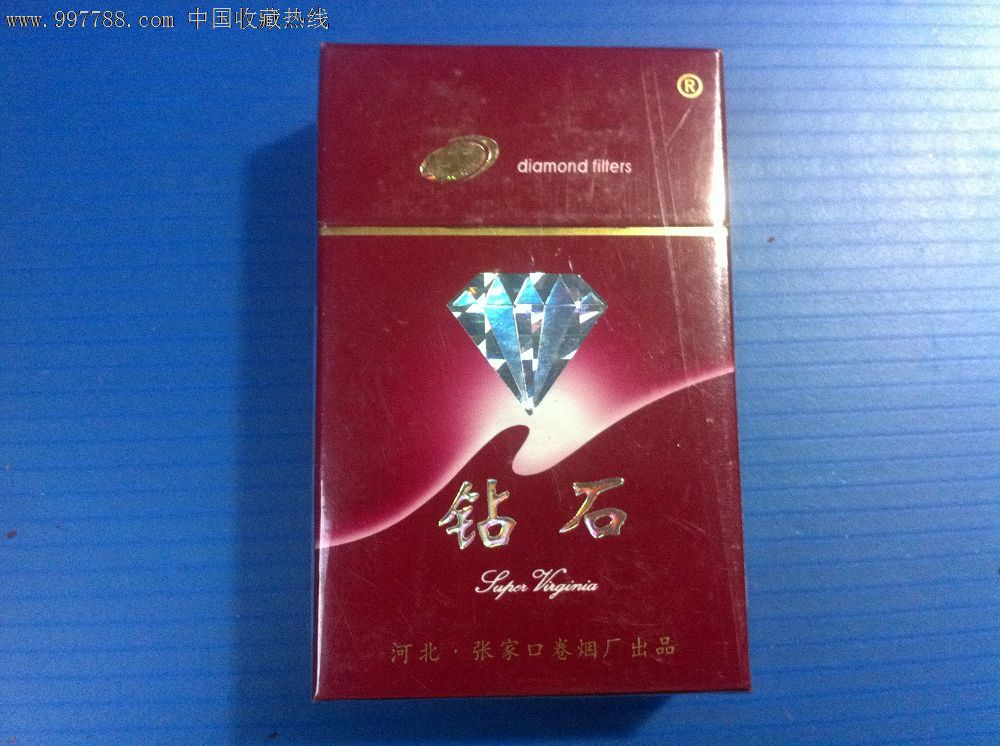 www.997788.com 中国收藏热线
®
diamond filters
钻石
Super Virginia
河北·张家口卷烟厂出品